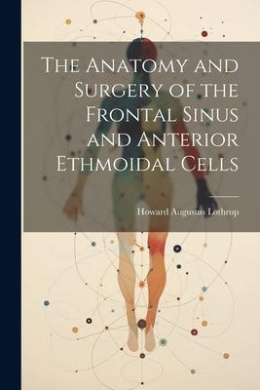 The Anatomy and
Surgery of the
Frontal Sinus
and Anterior
Ethmoidal Cells
Howard Augustus Lothrop